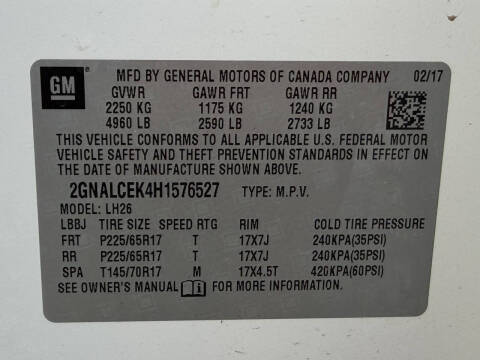 GM ®
MFD BY GENERAL MOTORS OF CANADA COMPANY 02/17
GVWR GAWR FRT GAWR RR
2250 KG 1175 KG 1240 KG
4960 LB 2590 LB 2733 LB
THIS VEHICLE CONFORMS TO ALL APPLICABLE U.S. FEDERAL MOTOR
VEHICLE SAFETY AND THEFT PREVENTION STANDARDS IN EFFECT ON
THE DATE OF MANUFACTURE SHOWN ABOVE.
2GNALCEK4H1576527 TYPE: M.P.V.
MODEL: LH26
LBBJ TIRE SIZE SPEED RTG RIM COLD TIRE PRESSURE
FRT P225/65R17 T 17X7J 240KPA(35PSI)
RR P225/65R17 T 17X7J 240KPA(35PSI)
SPA T145/70R17 M 17X4.5T 420KPA(60PSI)
SEE OWNER'S MANUAL FOR MORE INFORMATION.